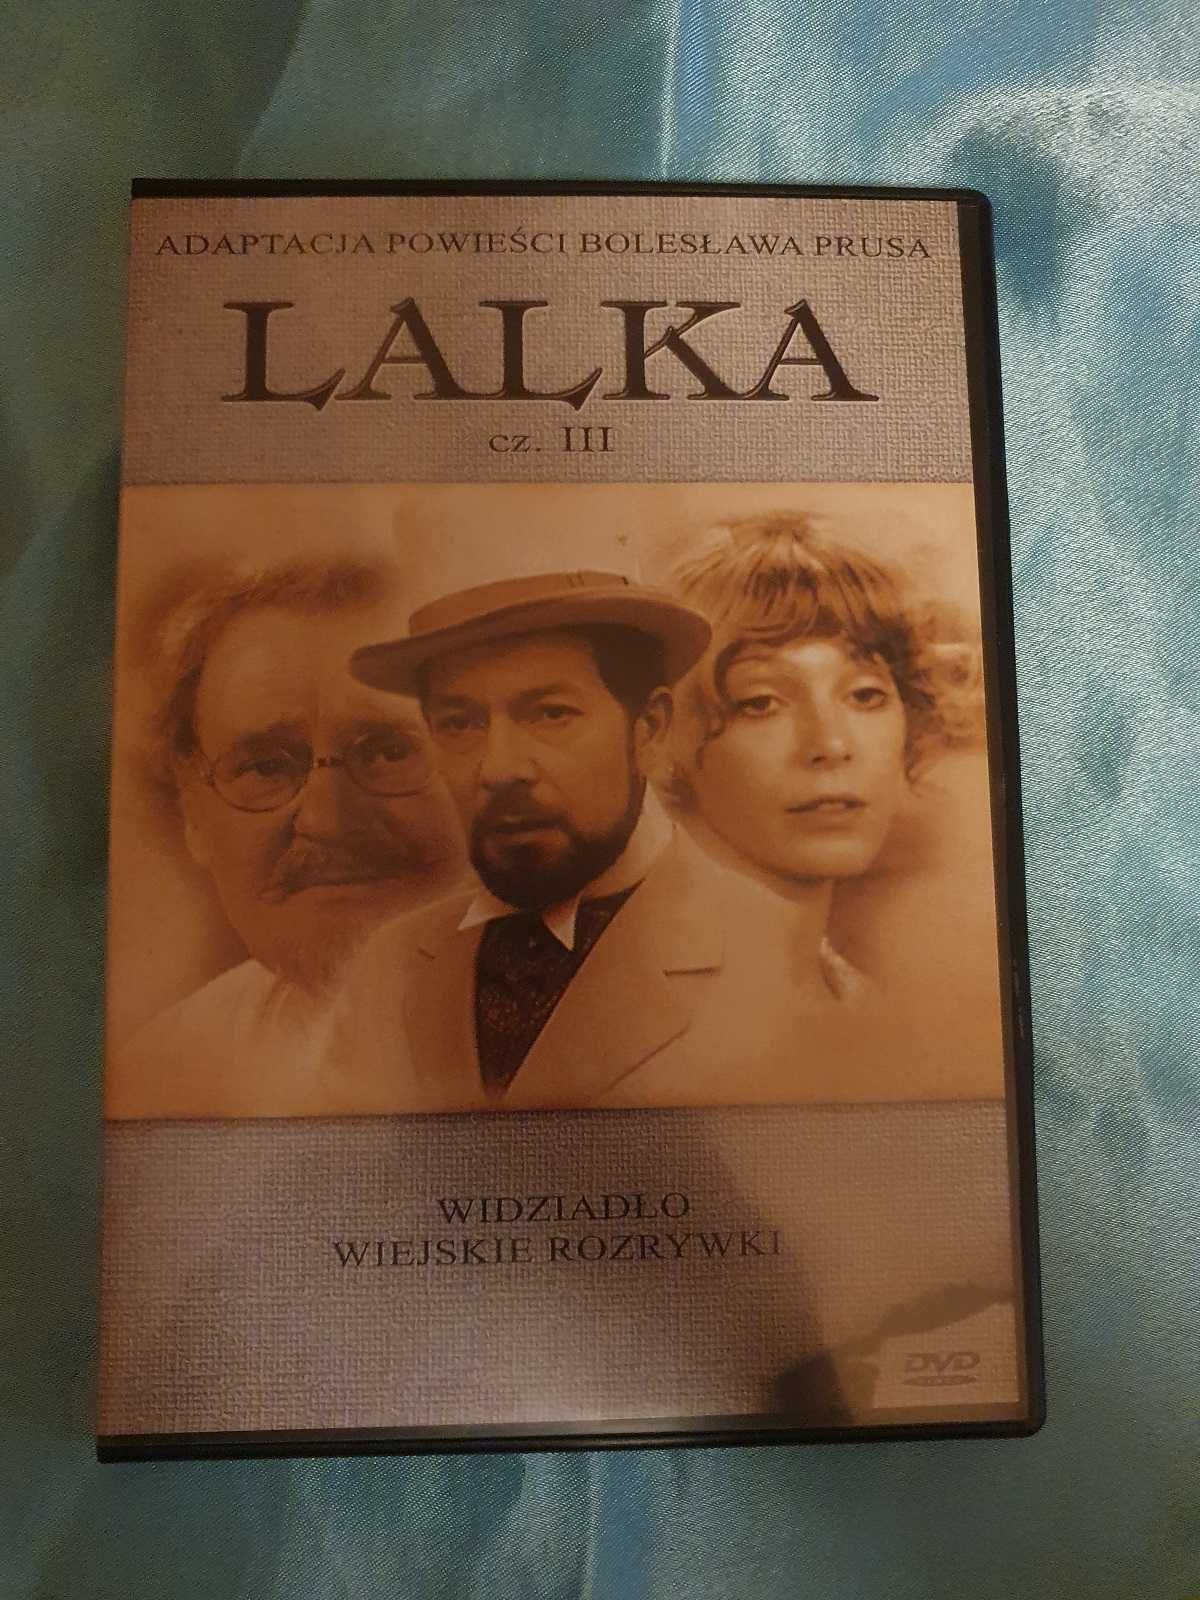 ADAPTACJA POWIEŚCI BOLESŁAWA PRUSA
LALKA
cz. III
WIDZIADŁO
WIEJSKIE ROZRYWKI
DVD